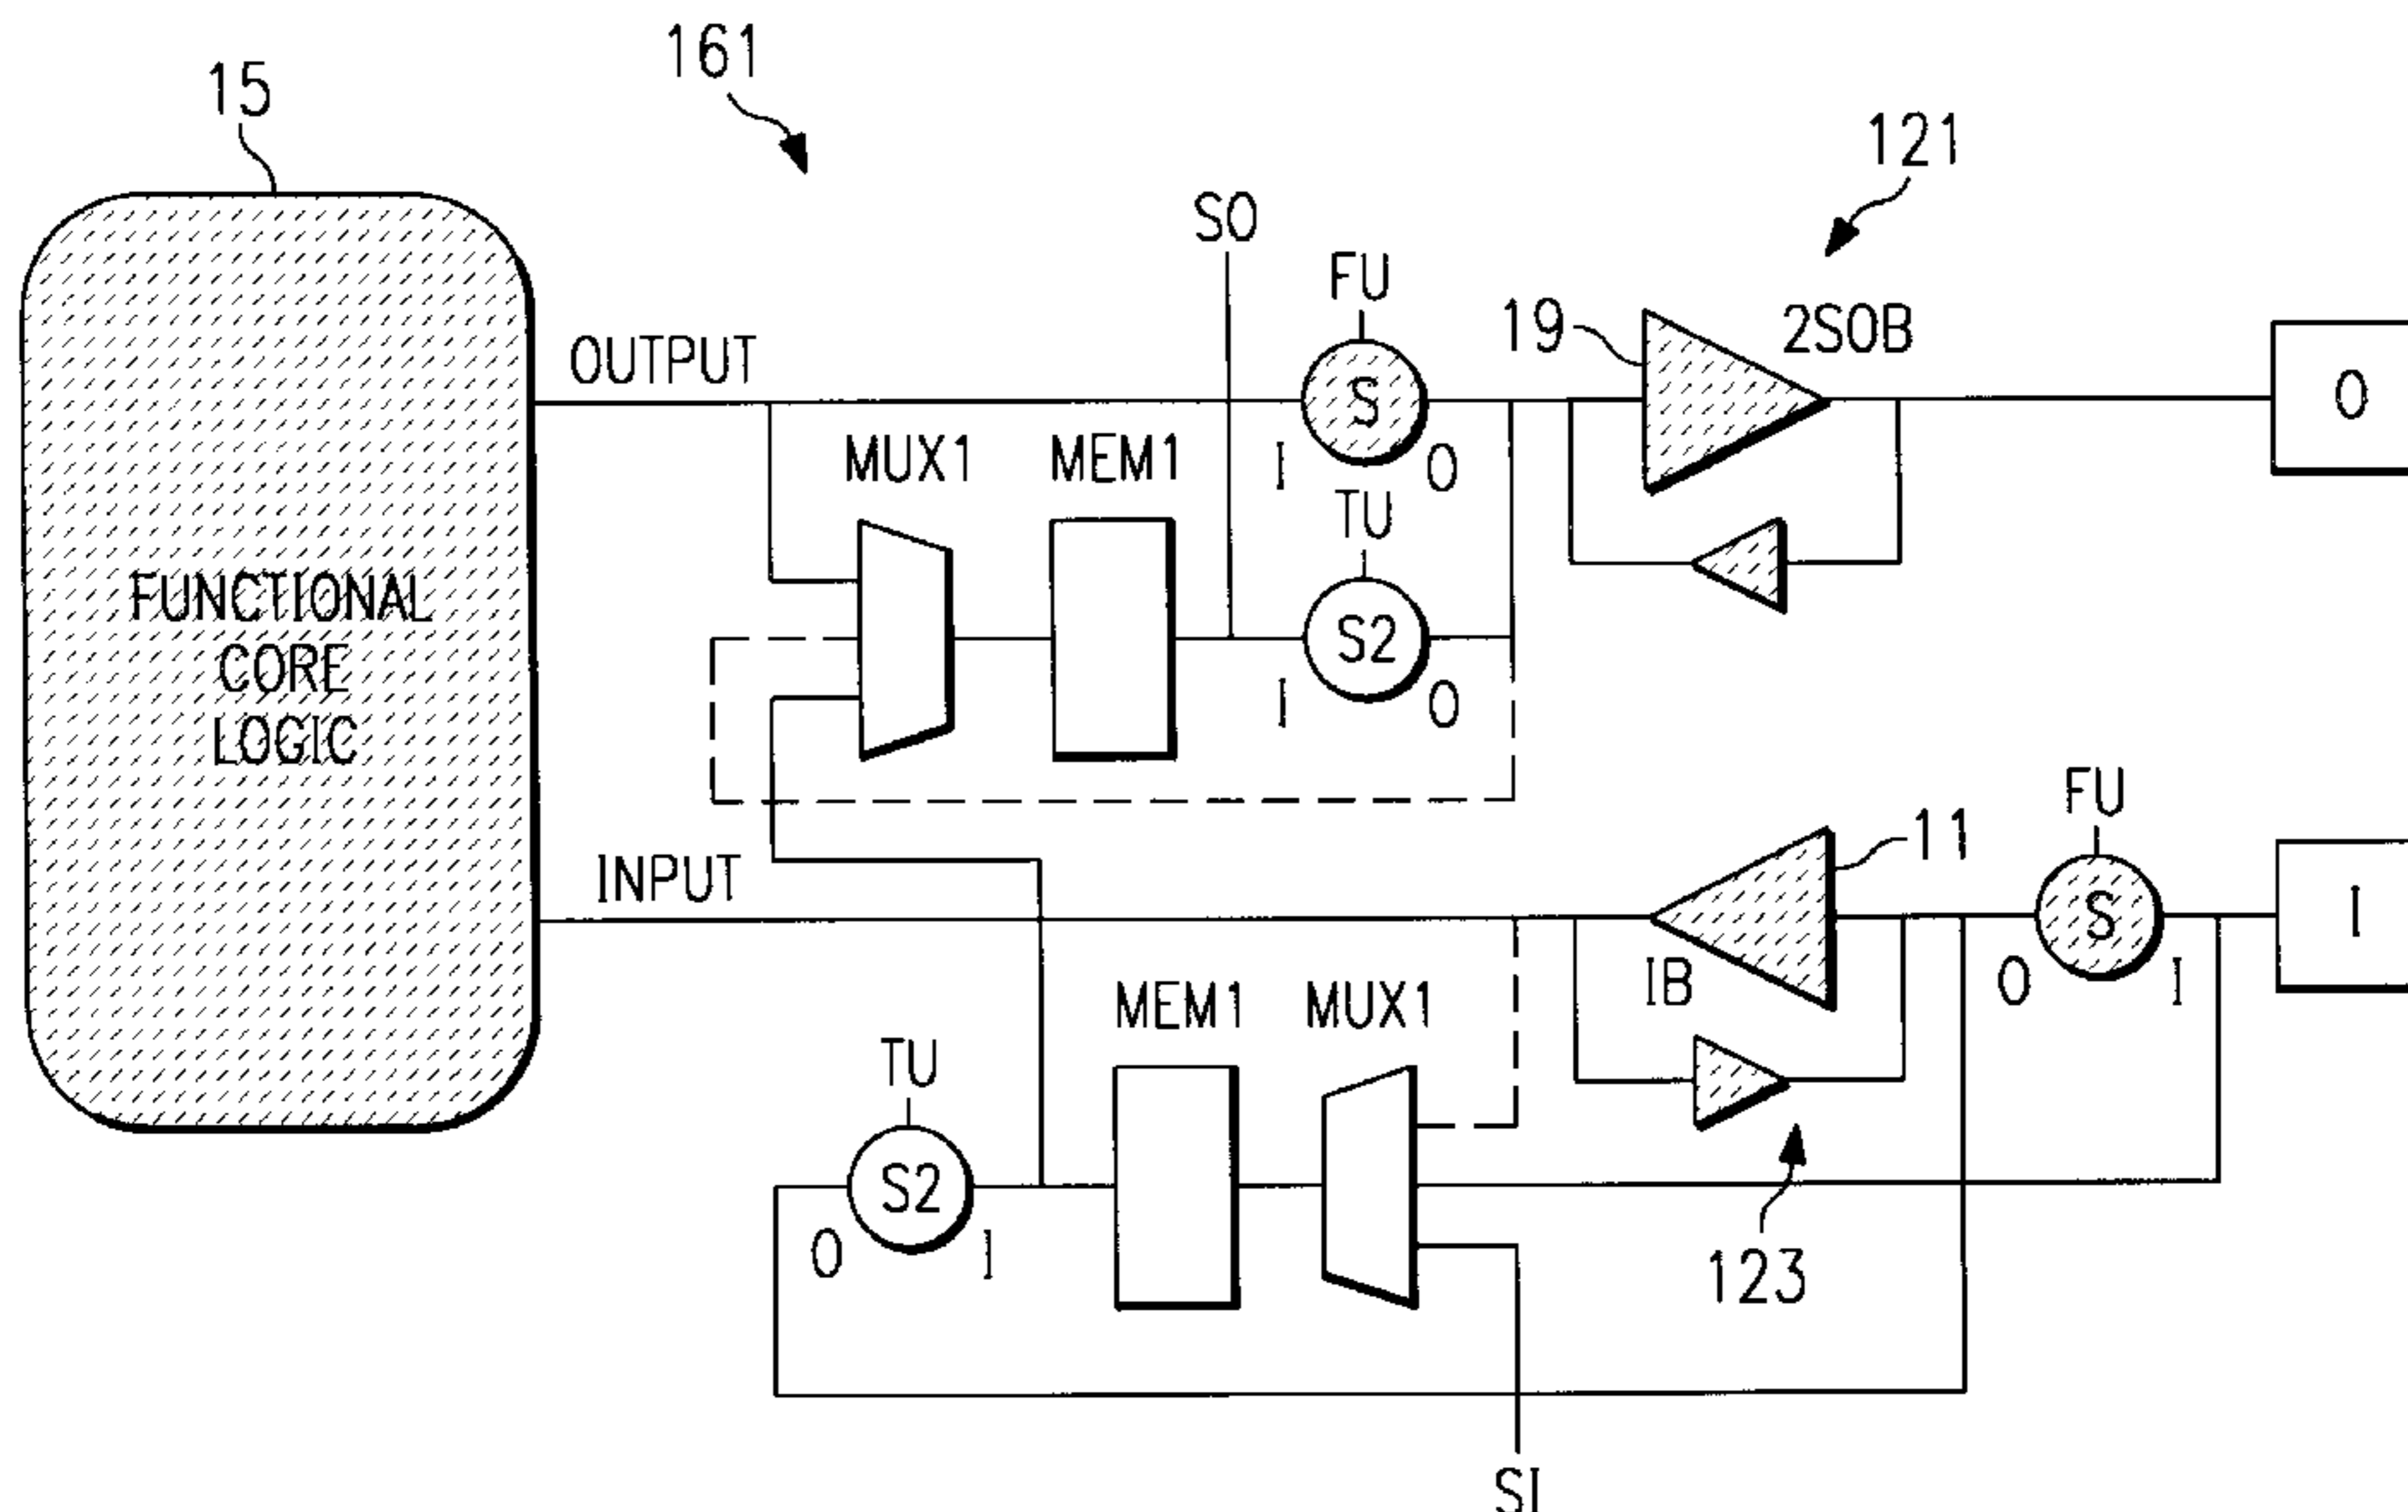 161
15
121
SO
FU
19
2SOB
OUTPUT
S
O
MUX1
MEM1
I
O
TU
FUNCTIONAL
CORE
LOGIC
S2
I
O
FU
11
INPUT
S
I
IB
O
I
MEM1
MUX1
TU
S2
O
I
123
SI